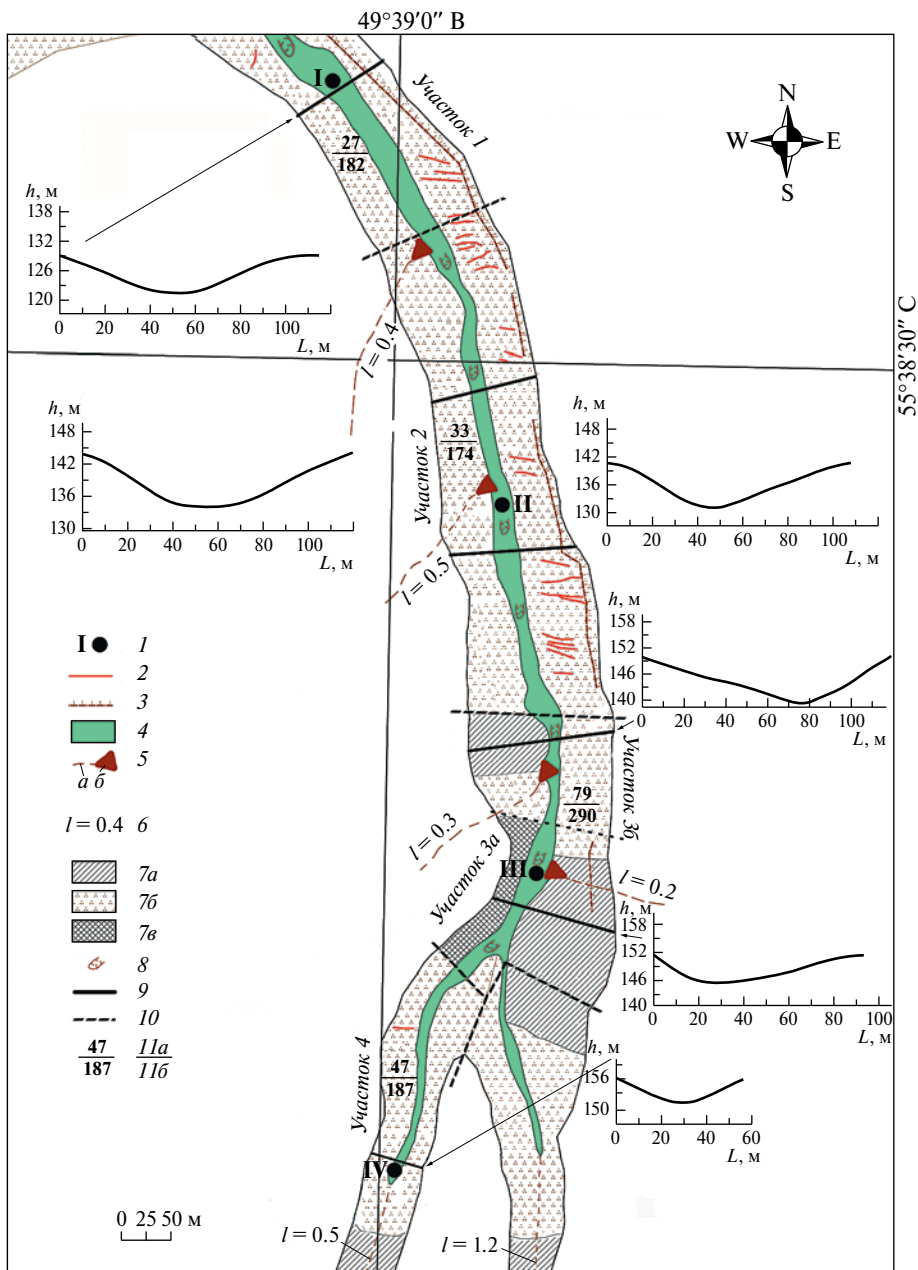 49°39′0″ В
N
W E
S
55°38′30″ С
Участок 1
I
27
182
h, м
138
132
126
120
0 20 40 60 80 100
L, м
l = 0.4
h, м
148
142
136
130
0 20 40 60 80 100 120
L, м
Участок 2
33
174
II
l = 0.5
h, м
148
142
136
130
0 20 40 60 80 100
L, м
h, м
158
152
146
140
0 20 40 60 80 100
L, м
I 1
2
3
4
а б 5
l = 0.4 6
7а
7б
7в
8
9
10
47 11а
187 11б
Участок 3б
79
290
l = 0.3
Участок 3а
III
l = 0.2
h, м
158
152
146
140
0 20 40 60 80 100
L, м
Участок 4
47
187
h, м
156
150
0 20 40 60
L, м
IV
0 25 50 м
l = 0.5
l = 1.2